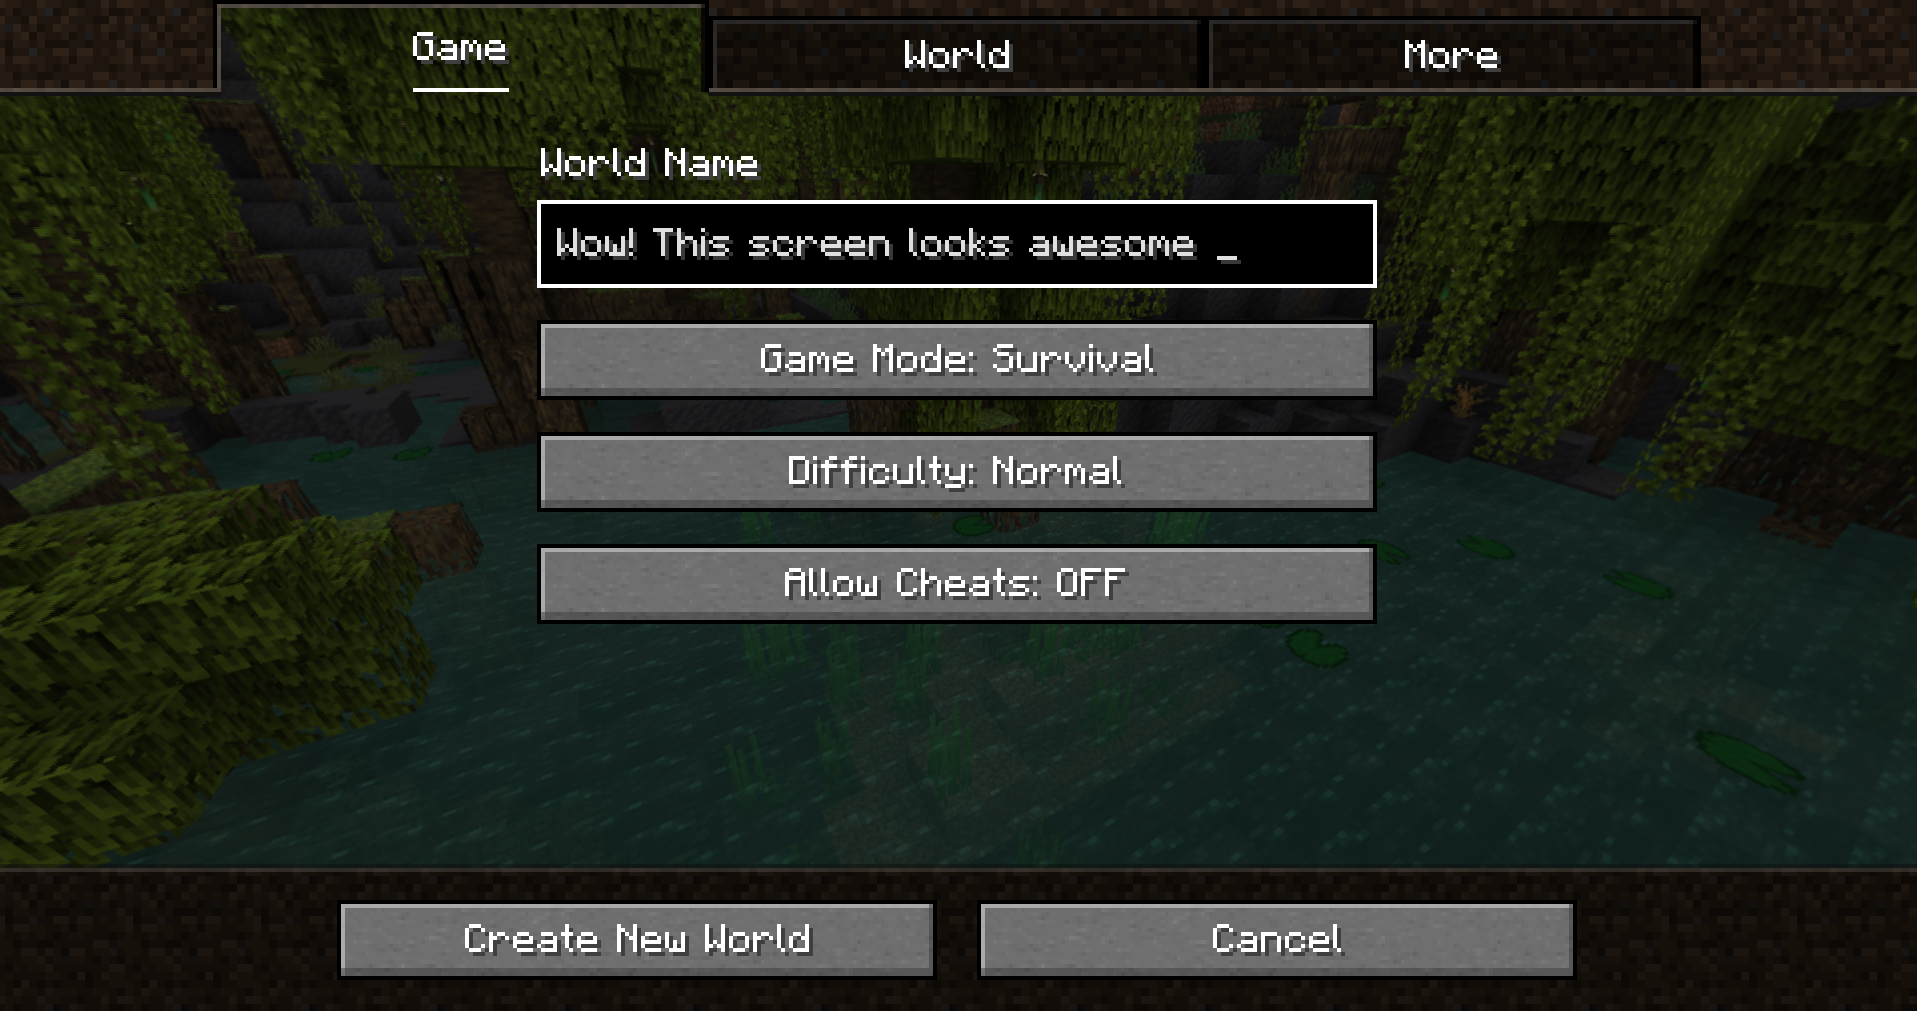 Game
World
More
World Name
Wow! This screen looks awesome _
Game Mode: Survival
Difficulty: Normal
Allow Cheats: OFF
Create New World
Cancel